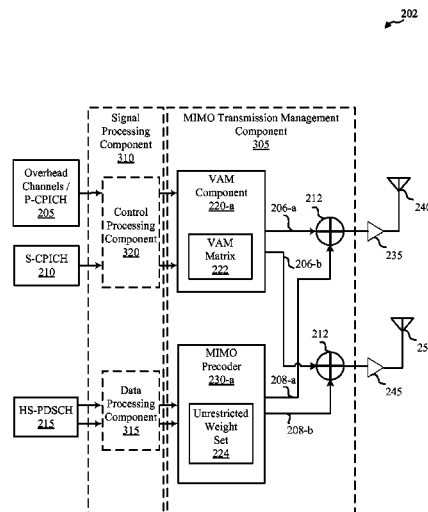 202
Signal
Processing
Component
310
MIMO Transmission Management
Component
305
Overhead
Channels /
P-CPICH
205
S-CPICH
210
HS-PDSCH
215
Control
Processing
Component
320
Data
Processing
Component
315
VAM
Component
220-a
VAM
Matrix
222
MIMO
Precoder
230-a
Unrestricted
Weight
Set
224
206-a
206-b
208-a
208-b
212
212
235
245